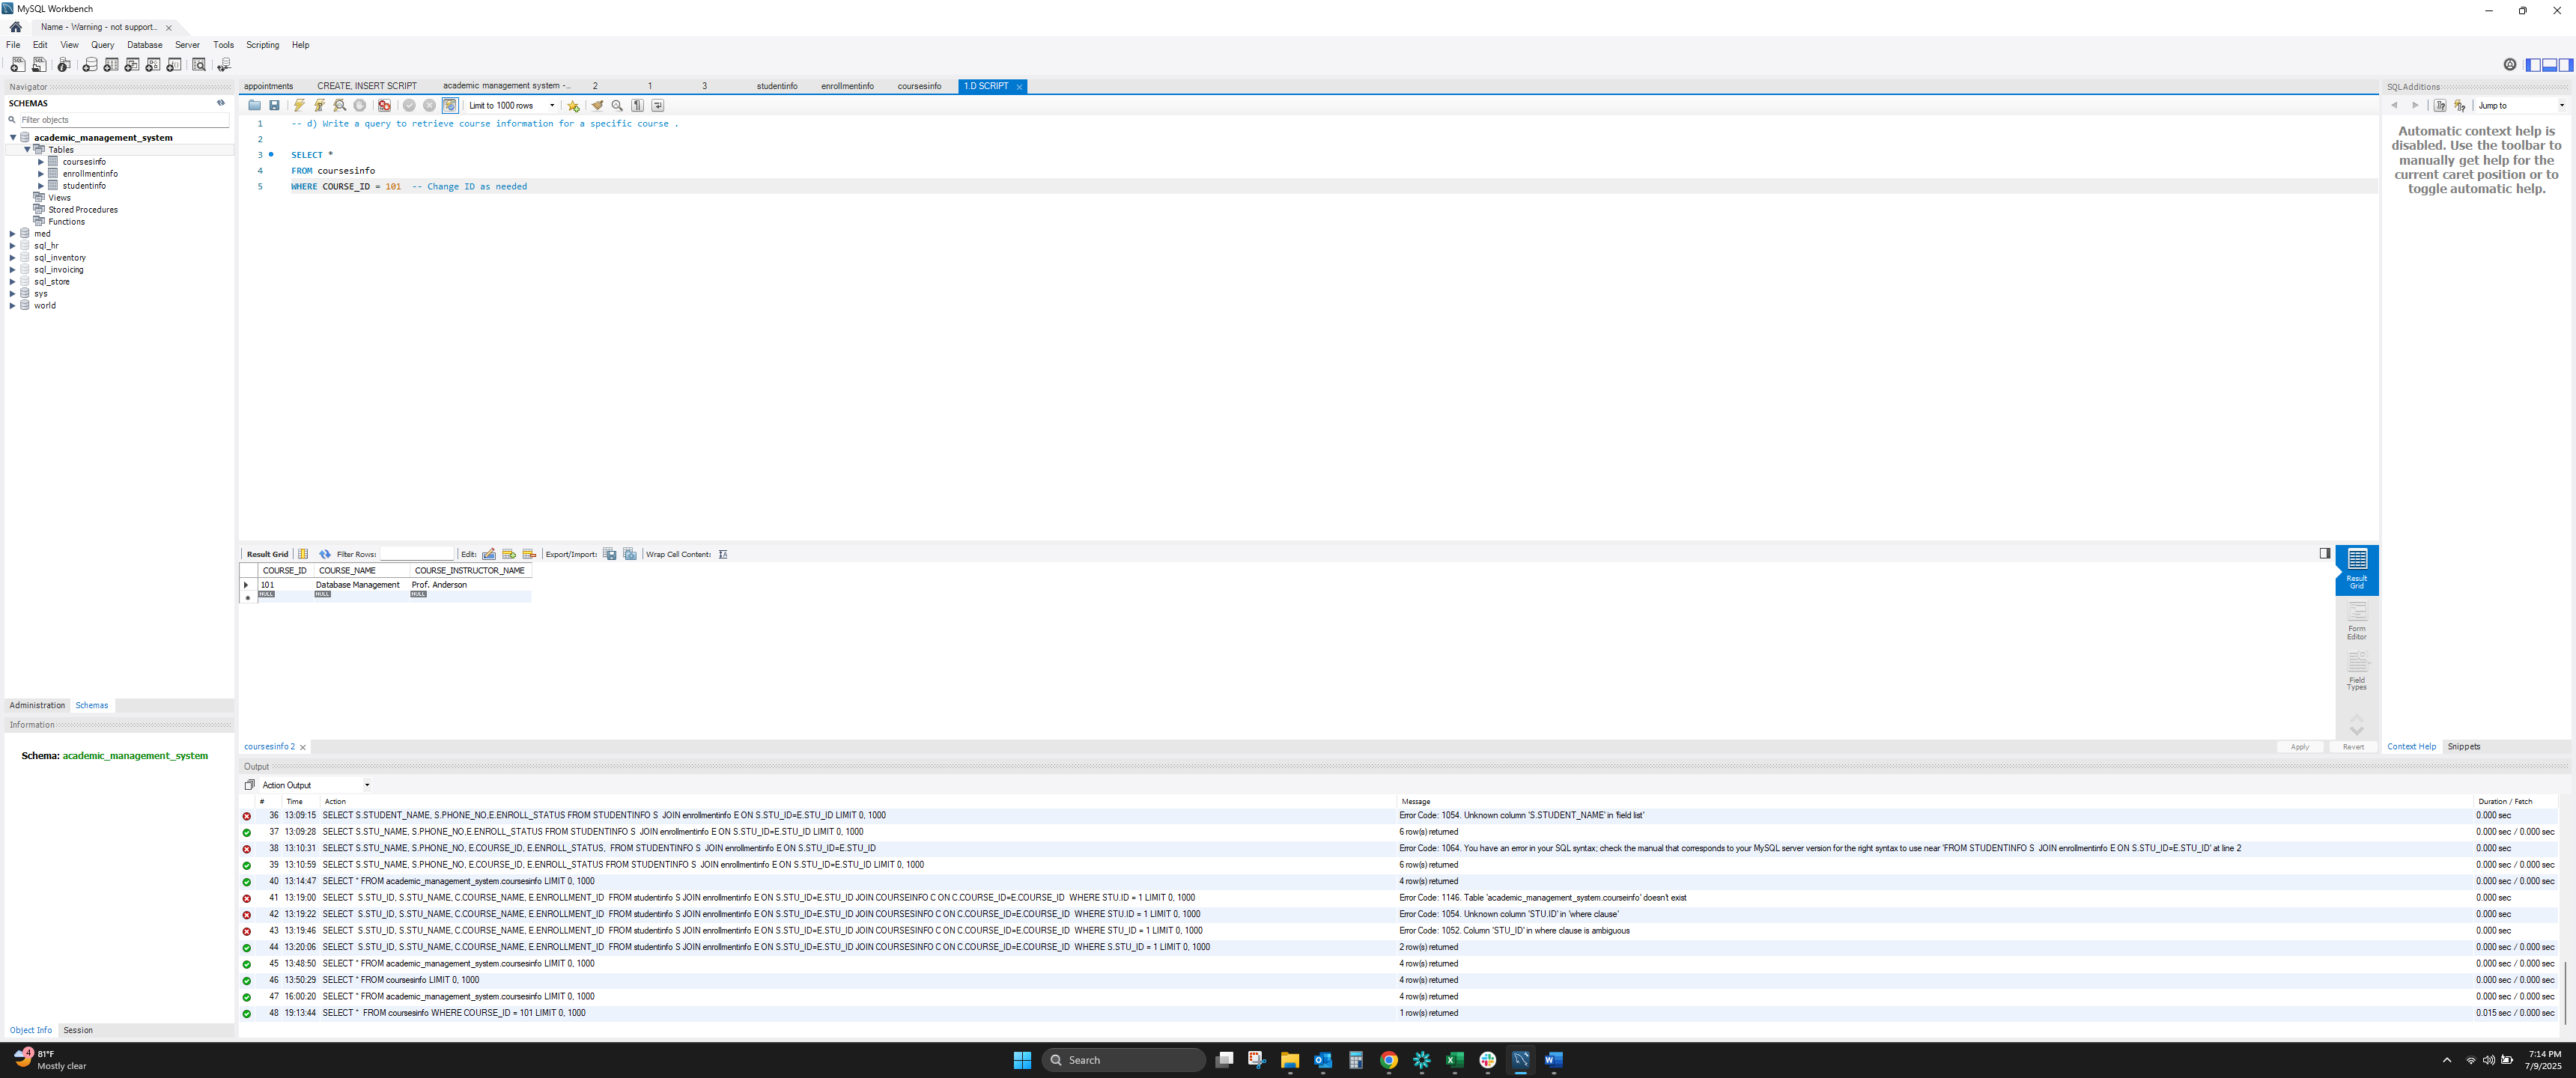 MySQL Workbench
Name - Warning - not support...
File Edit View Query Database Server Tools Scripting Help
Navigator
SCHEMAS
Filter objects
academic_management_system
Tables
coursesinfo
enrollmentinfo
studentinfo
Views
Stored Procedures
Functions
med
sql_hr
sql_inventory
sql_invoicing
sql_store
sys
world
Administration Schemas
Information
Schema: academic_management_system
Object Info Session
appointments CREATE, INSERT SCRIPT academic management system -... 2 1 3 studentinfo enrollmentinfo coursesinfo 1.D SCRIPT
Limit to 1000 rows
1 -- d) Write a query to retrieve course information for a specific course .
2
3 SELECT *
4 FROM coursesinfo
5 WHERE COURSE_ID = 101 -- Change ID as needed
Result Grid Filter Rows: Edit: Export/Import: Wrap Cell Content:
COURSE_ID COURSE_NAME COURSE_INSTRUCTOR_NAME
101 Database Management Prof. Anderson
NULL NULL NULL
Result Grid
Form Editor
Field Types
coursesinfo 2 Apply Revert
SQLAdditions
Jump to
Automatic context help is
disabled. Use the toolbar to
manually get help for the
current caret position or to
toggle automatic help.
Context Help Snippets
Output
Action Output
# Time Action Message Duration / Fetch
36 13:09:15 SELECT S.STUDENT_NAME, S.PHONE_NO,E.ENROLL_STATUS FROM STUDENTINFO S JOIN enrollmentinfo E ON S.STU_ID=E.STU_ID LIMIT 0, 1000 Error Code: 1054. Unknown column 'S.STUDENT_NAME' in 'field list' 0.000 sec
37 13:09:28 SELECT S.STU_NAME, S.PHONE_NO,E.ENROLL_STATUS FROM STUDENTINFO S JOIN enrollmentinfo E ON S.STU_ID=E.STU_ID LIMIT 0, 1000 6 row(s) returned 0.000 sec / 0.000 sec
38 13:10:31 SELECT S.STU_NAME, S.PHONE_NO, E.COURSE_ID, E.ENROLL_STATUS, FROM STUDENTINFO S JOIN enrollmentinfo E ON S.STU_ID=E.STU_ID Error Code: 1064. You have an error in your SQL syntax; check the manual that corresponds to your MySQL server version for the right syntax to use near 'FROM STUDENTINFO S JOIN enrollmentinfo E ON S.STU_ID=E.STU_ID' at line 2 0.000 sec
39 13:10:59 SELECT S.STU_NAME, S.PHONE_NO, E.COURSE_ID, E.ENROLL_STATUS FROM STUDENTINFO S JOIN enrollmentinfo E ON S.STU_ID=E.STU_ID LIMIT 0, 1000 6 row(s) returned 0.000 sec / 0.000 sec
40 13:14:47 SELECT * FROM academic_management_system.coursesinfo LIMIT 0, 1000 4 row(s) returned 0.000 sec / 0.000 sec
41 13:19:00 SELECT S.STU_ID, S.STU_NAME, C.COURSE_NAME, E.ENROLLMENT_ID FROM studentinfo S JOIN enrollmentinfo E ON S.STU_ID=E.STU_ID JOIN COURSEINFO C ON C.COURSE_ID=E.COURSE_ID WHERE STU.ID = 1 LIMIT 0, 1000 Error Code: 1146. Table 'academic_management_system.courseinfo' doesn't exist 0.000 sec
42 13:19:22 SELECT S.STU_ID, S.STU_NAME, C.COURSE_NAME, E.ENROLLMENT_ID FROM studentinfo S JOIN enrollmentinfo E ON S.STU_ID=E.STU_ID JOIN COURSESINFO C ON C.COURSE_ID=E.COURSE_ID WHERE STU.ID = 1 LIMIT 0, 1000 Error Code: 1054. Unknown column 'STU.ID' in 'where clause' 0.000 sec
43 13:19:46 SELECT S.STU_ID, S.STU_NAME, C.COURSE_NAME, E.ENROLLMENT_ID FROM studentinfo S JOIN enrollmentinfo E ON S.STU_ID=E.STU_ID JOIN COURSESINFO C ON C.COURSE_ID=E.COURSE_ID WHERE STU_ID = 1 LIMIT 0, 1000 Error Code: 1052. Column 'STU_ID' in where clause is ambiguous 0.000 sec
44 13:20:06 SELECT S.STU_ID, S.STU_NAME, C.COURSE_NAME, E.ENROLLMENT_ID FROM studentinfo S JOIN enrollmentinfo E ON S.STU_ID=E.STU_ID JOIN COURSESINFO C ON C.COURSE_ID=E.COURSE_ID WHERE S.STU_ID = 1 LIMIT 0, 1000 2 row(s) returned 0.000 sec / 0.000 sec
45 13:48:50 SELECT * FROM academic_management_system.coursesinfo LIMIT 0, 1000 4 row(s) returned 0.000 sec / 0.000 sec
46 13:50:29 SELECT * FROM coursesinfo LIMIT 0, 1000 4 row(s) returned 0.000 sec / 0.000 sec
47 16:00:20 SELECT * FROM academic_management_system.coursesinfo LIMIT 0, 1000 4 row(s) returned 0.000 sec / 0.000 sec
48 19:13:44 SELECT * FROM coursesinfo WHERE COURSE_ID = 101 LIMIT 0, 1000 1 row(s) returned 0.015 sec / 0.000 sec
4
81°F
Mostly clear
Search
7:14 PM
7/9/2025